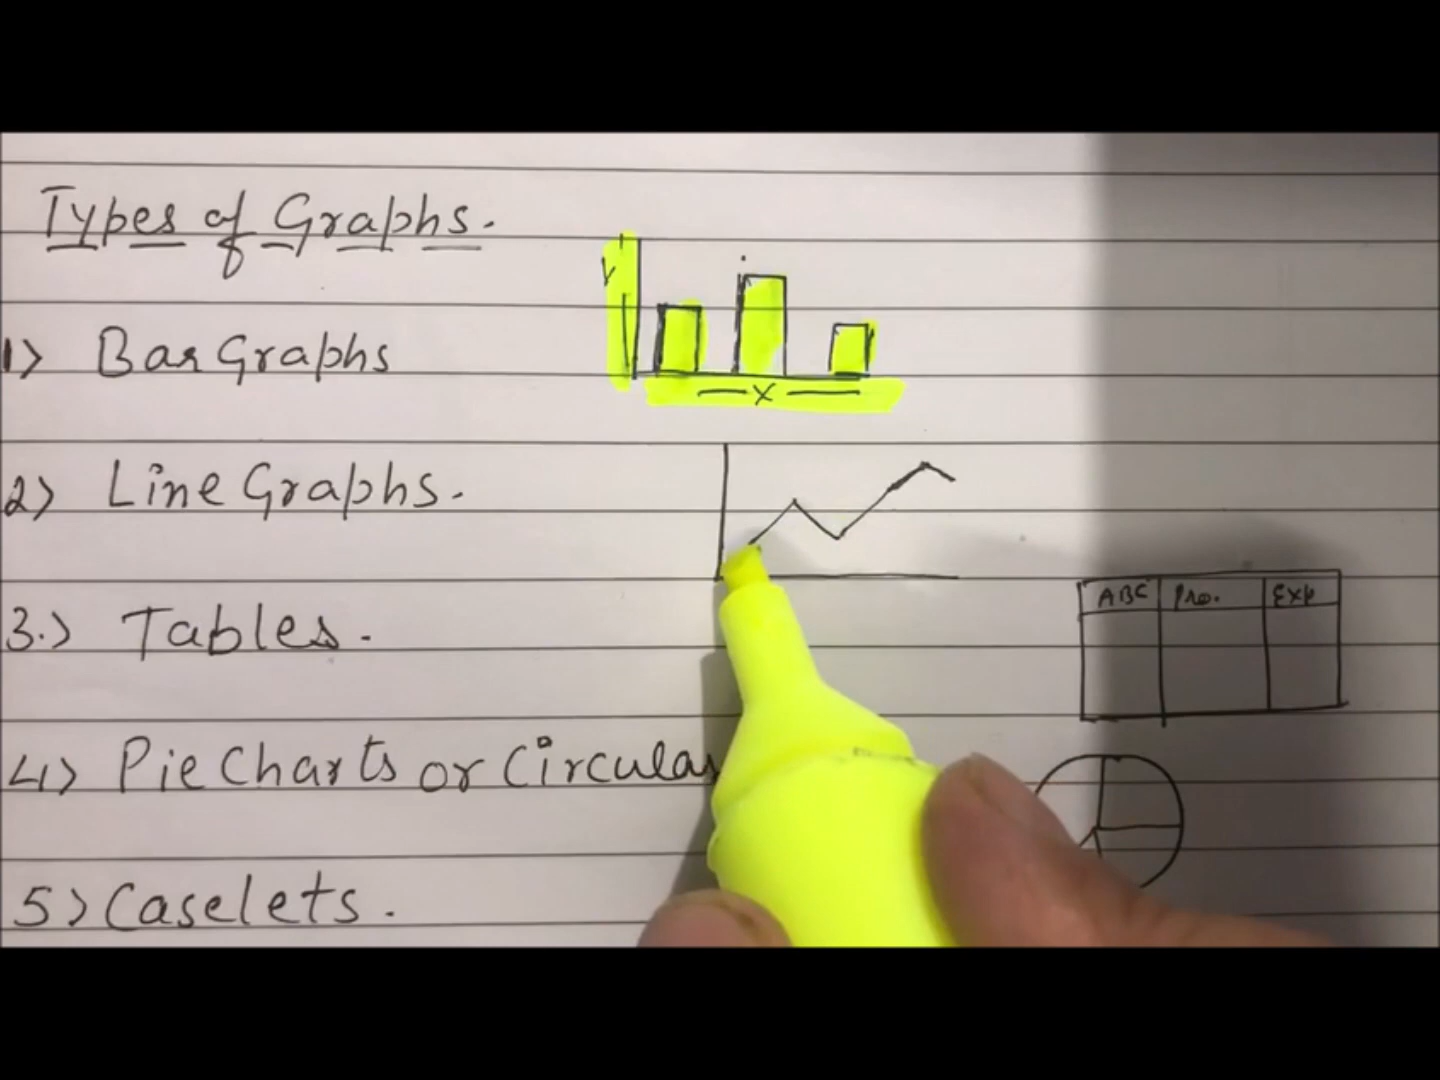 Types of Graphs.
Y
1) Bar Graphs
X
2) Line Graphs.
ABC Pro. Exp
3.) Tables.
4) Pie Charts or Circular
5) Caselets.